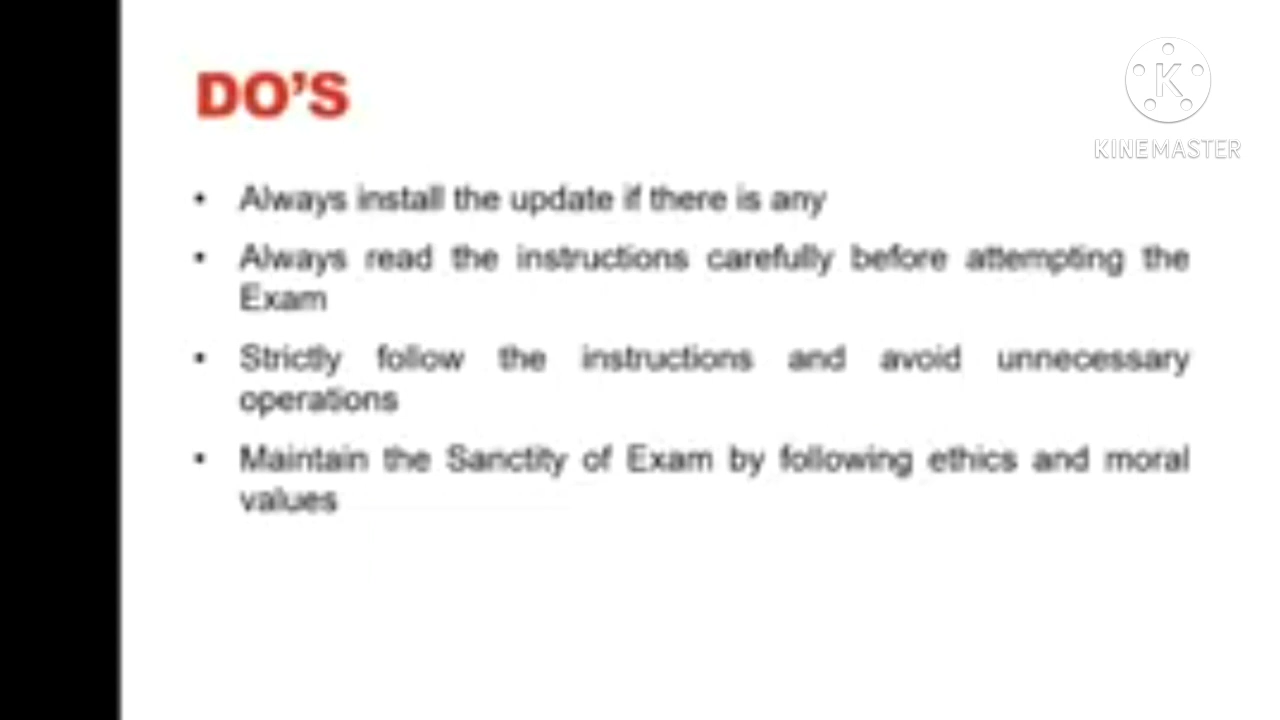 DO'S
K
KINEMASTER
• Always install the update if there is any
• Always read the instructions carefully before attempting the
Exam
• Strictly follow the instructions and avoid unnecessary
operations
• Maintain the Sanctity of Exam by following ethics and moral
values